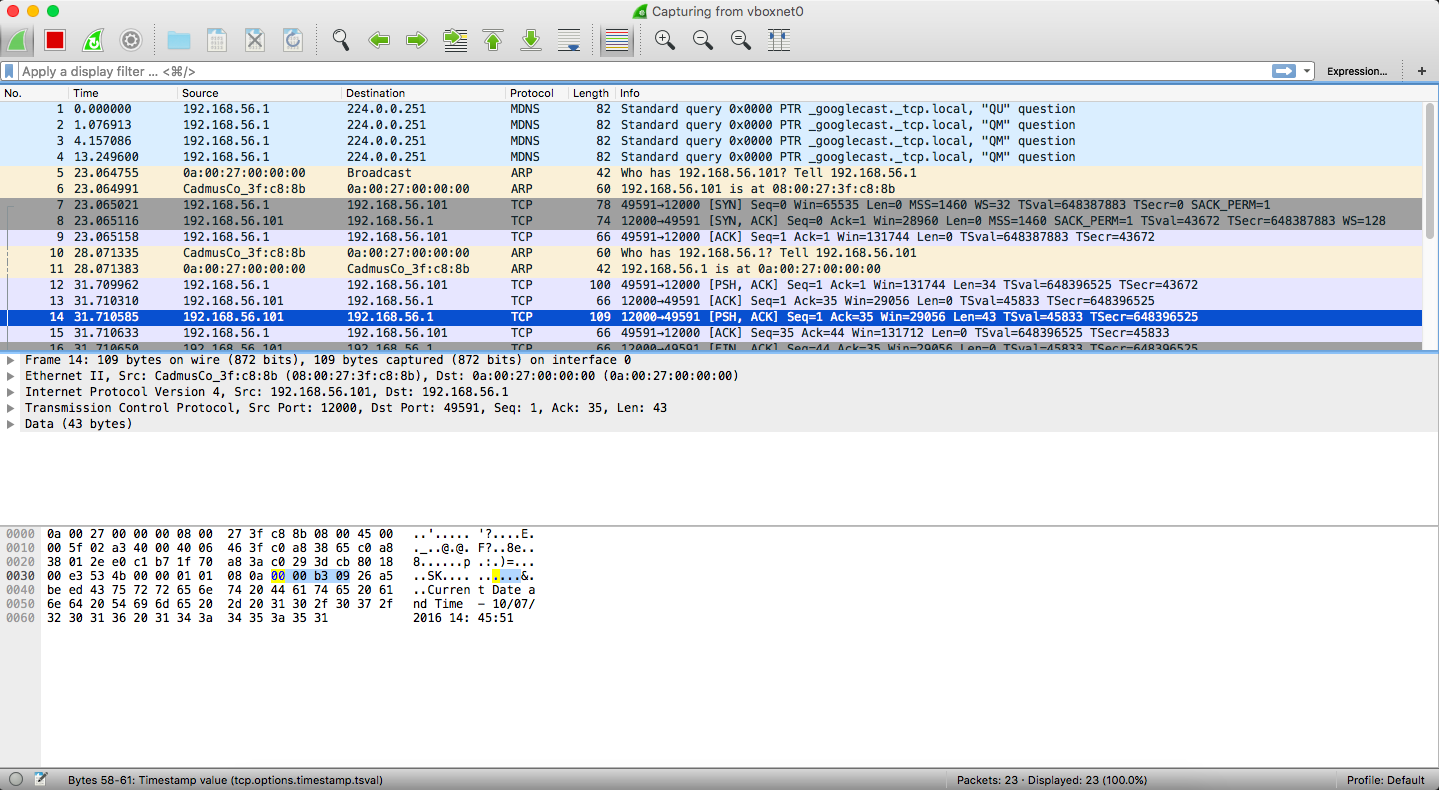 Capturing from vboxnet0
Apply a display filter ... <⌘/>
Expression...
+
No. Time Source Destination Protocol Length Info
1 0.000000 192.168.56.1 224.0.0.251 MDNS 82 Standard query 0x0000 PTR _googlecast._tcp.local, "QU" question
2 1.076913 192.168.56.1 224.0.0.251 MDNS 82 Standard query 0x0000 PTR _googlecast._tcp.local, "QM" question
3 4.157086 192.168.56.1 224.0.0.251 MDNS 82 Standard query 0x0000 PTR _googlecast._tcp.local, "QM" question
4 13.249600 192.168.56.1 224.0.0.251 MDNS 82 Standard query 0x0000 PTR _googlecast._tcp.local, "QM" question
5 23.064755 0a:00:27:00:00:00 Broadcast ARP 42 Who has 192.168.56.101? Tell 192.168.56.1
6 23.064991 CadmusCo_3f:c8:8b 0a:00:27:00:00:00 ARP 60 192.168.56.101 is at 08:00:27:3f:c8:8b
7 23.065021 192.168.56.1 192.168.56.101 TCP 78 49591→12000 [SYN] Seq=0 Win=65535 Len=0 MSS=1460 WS=32 TSval=648387883 TSecr=0 SACK_PERM=1
8 23.065116 192.168.56.101 192.168.56.1 TCP 74 12000→49591 [SYN, ACK] Seq=0 Ack=1 Win=28960 Len=0 MSS=1460 SACK_PERM=1 TSval=43672 TSecr=648387883 WS=128
9 23.065158 192.168.56.1 192.168.56.101 TCP 66 49591→12000 [ACK] Seq=1 Ack=1 Win=131744 Len=0 TSval=648387883 TSecr=43672
10 28.071335 CadmusCo_3f:c8:8b 0a:00:27:00:00:00 ARP 60 Who has 192.168.56.1? Tell 192.168.56.101
11 28.071383 0a:00:27:00:00:00 CadmusCo_3f:c8:8b ARP 42 192.168.56.1 is at 0a:00:27:00:00:00
12 31.709962 192.168.56.1 192.168.56.101 TCP 100 49591→12000 [PSH, ACK] Seq=1 Ack=1 Win=131744 Len=34 TSval=648396525 TSecr=43672
13 31.710310 192.168.56.101 192.168.56.1 TCP 66 12000→49591 [ACK] Seq=1 Ack=35 Win=29056 Len=0 TSval=45833 TSecr=648396525
14 31.710585 192.168.56.101 192.168.56.1 TCP 109 12000→49591 [PSH, ACK] Seq=1 Ack=35 Win=29056 Len=43 TSval=45833 TSecr=648396525
15 31.710633 192.168.56.1 192.168.56.101 TCP 66 49591→12000 [ACK] Seq=35 Ack=44 Win=131712 Len=0 TSval=648396525 TSecr=45833
16 31.710650 192.168.56.101 192.168.56.1 TCP 66 12000→49591 [FIN, ACK] Seq=44 Ack=35 Win=29056 Len=0 TSval=45833 TSecr=648396525
Frame 14: 109 bytes on wire (872 bits), 109 bytes captured (872 bits) on interface 0
Ethernet II, Src: CadmusCo_3f:c8:8b (08:00:27:3f:c8:8b), Dst: 0a:00:27:00:00:00 (0a:00:27:00:00:00)
Internet Protocol Version 4, Src: 192.168.56.101, Dst: 192.168.56.1
Transmission Control Protocol, Src Port: 12000, Dst Port: 49591, Seq: 1, Ack: 35, Len: 43
Data (43 bytes)
0000 0a 00 27 00 00 00 08 00 27 3f c8 8b 08 00 45 00 ..'..... '?....E.
0010 00 5f 02 a3 40 00 40 06 46 3f c0 a8 38 65 c0 a8 ._..@.@. F?..8e..
0020 38 01 2e e0 c1 b7 1f 70 a8 3a c0 29 3d cb 80 18 8......p .:.)=...
0030 00 e3 53 4b 00 00 01 01 08 0a 00 00 b3 09 26 a5 ..SK.... ......&.
0040 be ed 43 75 72 72 65 6e 74 20 44 61 74 65 20 61 ..Curren t Date a
0050 6e 64 20 54 69 6d 65 20 2d 20 31 30 2f 30 37 2f nd Time - 10/07/
0060 32 30 31 36 20 31 34 3a 34 35 3a 35 31 2016 14: 45:51
Bytes 58-61: Timestamp value (tcp.options.timestamp.tsval)
Packets: 23 · Displayed: 23 (100.0%)
Profile: Default